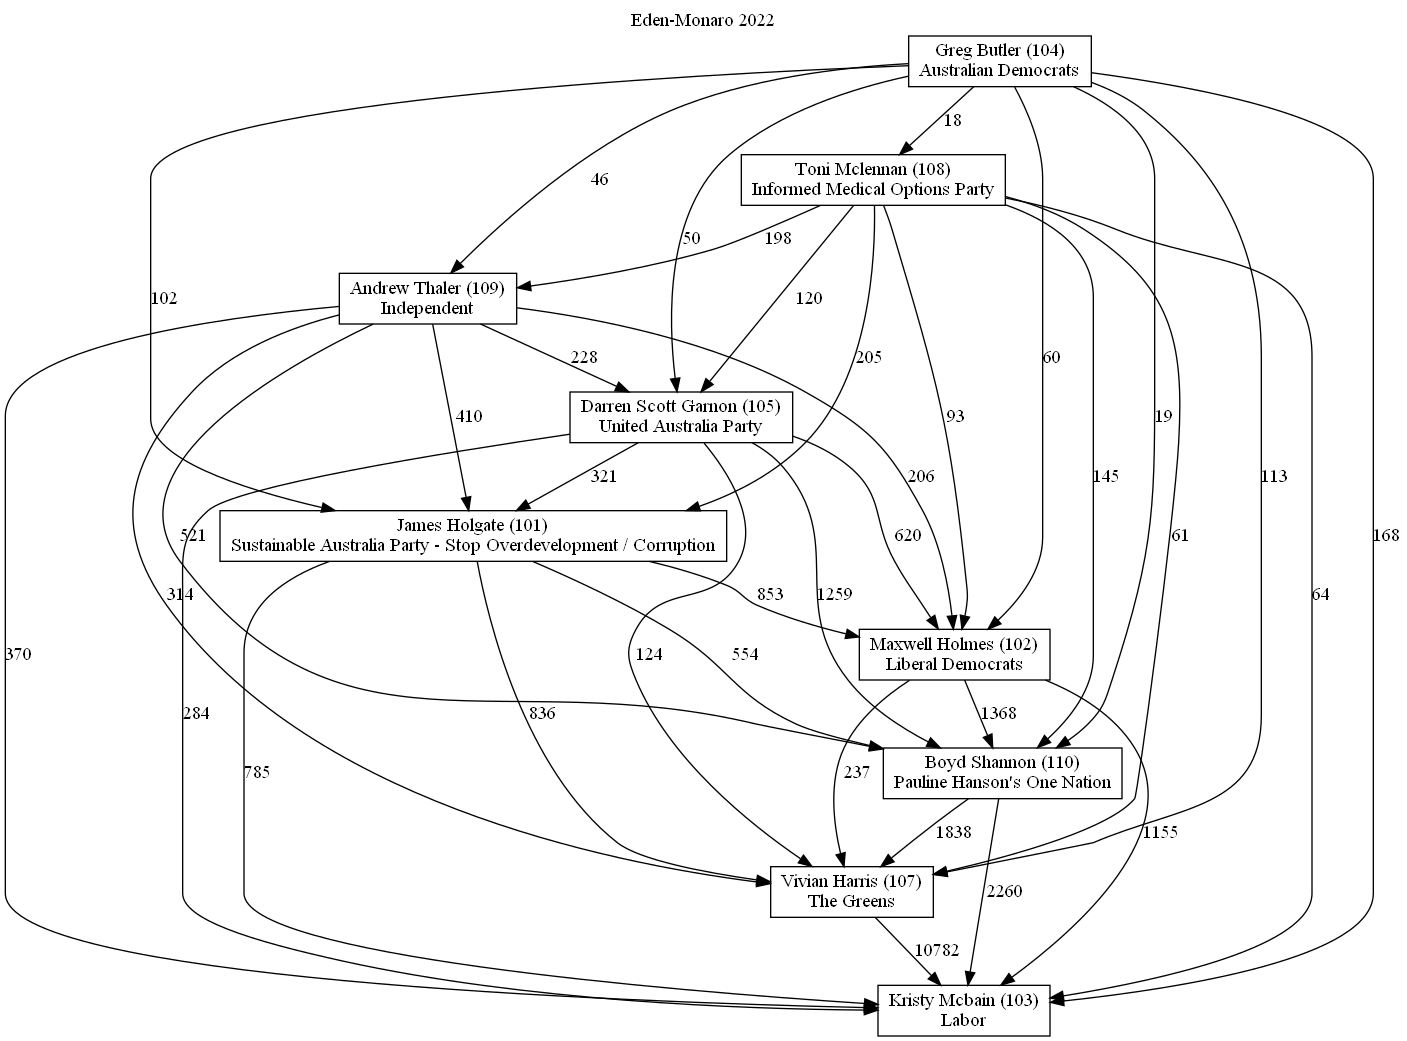 Eden-Monaro 2022
Greg Butler (104)
Australian Democrats
18
Toni Mclennan (108)
Informed Medical Options Party
46
50
198
Andrew Thaler (109)
Independent
102
120
228
205
60
Darren Scott Garnon (105)
United Australia Party
410
93
19
321
206
145
61
113
James Holgate (101)
Sustainable Australia Party - Stop Overdevelopment / Corruption
521
620
168
314
853
1259
64
Maxwell Holmes (102)
Liberal Democrats
370
124
554
284
836
1368
Boyd Shannon (110)
Pauline Hanson's One Nation
785
237
1838
1155
Vivian Harris (107)
The Greens
2260
10782
Kristy Mcbain (103)
Labor